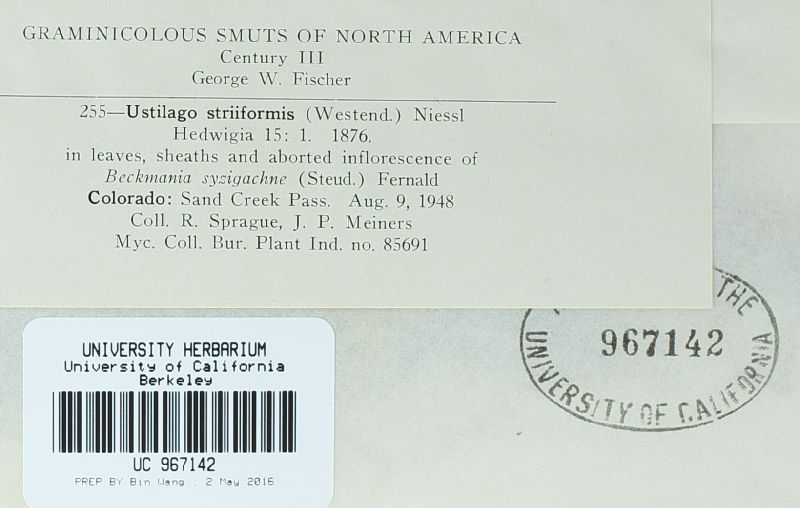 GRAMINICOLOUS SMUTS OF NORTH AMERICA
Century III
George W. Fischer
255—Ustilago striiformis (Westend.) Niessl
Hedwigia 15: 1. 1876.
in leaves, sheaths and aborted inflorescence of
Beckmania syzigachne (Steud.) Fernald
Colorado: Sand Creek Pass. Aug. 9, 1948
Coll. R. Sprague, J. P. Meiners
Myc. Coll. Bur. Plant Ind. no. 85691
THE
967142
UNIVERSITY OF CALIFORNIA
UNIVERSITY HERBARIUM
University of California
Berkeley
UC 967142
PREP BY Bin Wang . 2 May 2016